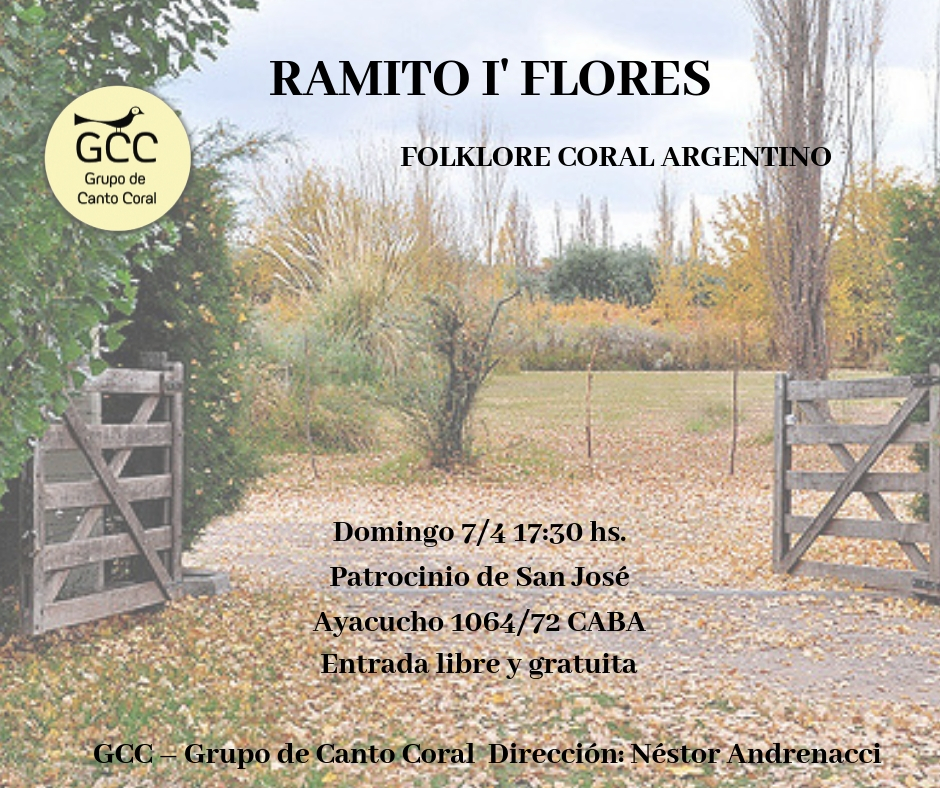 RAMITO I' FLORES
FOLKLORE CORAL ARGENTINO
GCC
Grupo de
Canto Coral
Domingo 7/4 17:30 hs.
Patrocinio de San José
Ayacucho 1064/72 CABA
Entrada libre y gratuita
GCC – Grupo de Canto Coral Dirección: Néstor Andrenacci